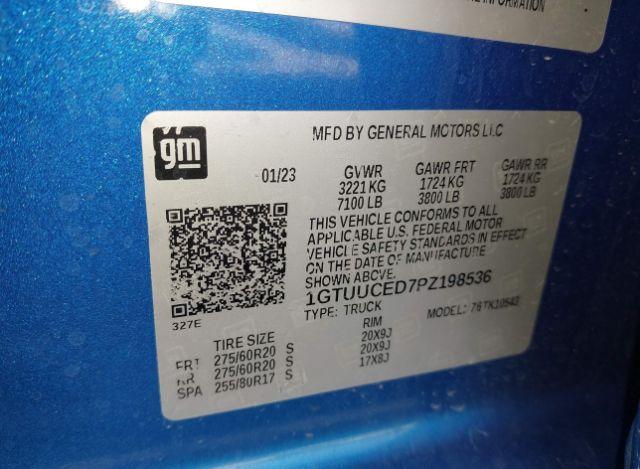 INFORMATION
gm
MFD BY GENERAL MOTORS LLC
01/23 GVWR GAWR FRT GAWR RR
3221 KG 1724 KG 1724 KG
7100 LB 3800 LB 3800 LB
THIS VEHICLE CONFORMS TO ALL
APPLICABLE U.S. FEDERAL MOTOR
VEHICLE SAFETY STANDARDS IN EFFECT
ON THE DATE OF MANUFACTURE
SHOWN ABOVE.
1GTUUCED7PZ198536
TYPE: TRUCK MODEL: 76TK10543
327E
TIRE SIZE RIM
FRT 275/60R20 S 20X9J
RR 275/60R20 S 20X9J
SPA 255/80R17 S 17X8J